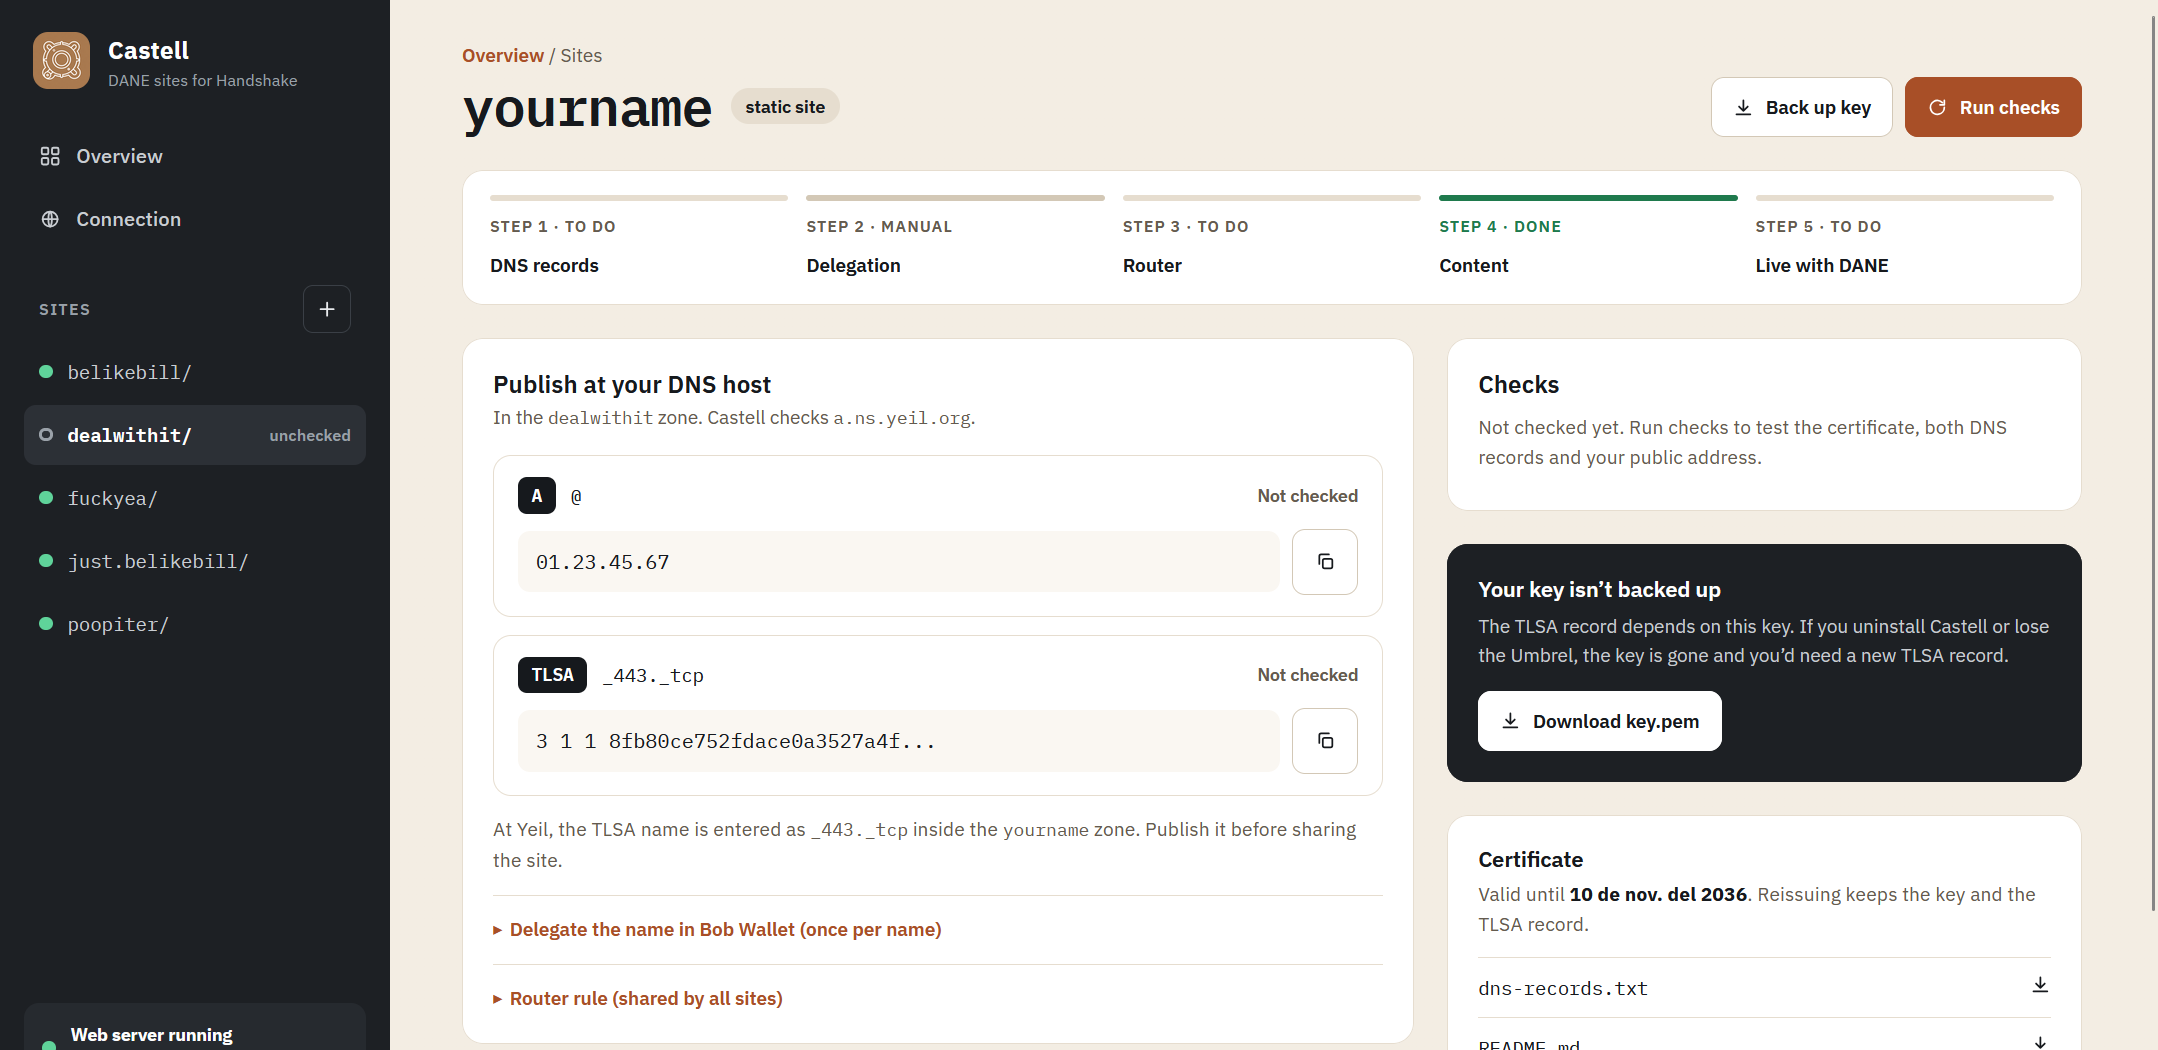 Castell
DANE sites for Handshake
Overview
Connection
SITES
belikebill/
dealwithit/ unchecked
fuckyea/
just.belikebill/
poopiter/
Web server running
Overview / Sites
yourname static site
Back up key
Run checks
STEP 1 · TO DO
DNS records
STEP 2 · MANUAL
Delegation
STEP 3 · TO DO
Router
STEP 4 · DONE
Content
STEP 5 · TO DO
Live with DANE
Publish at your DNS host
In the dealwithit zone. Castell checks a.ns.yeil.org.
A @ Not checked
01.23.45.67
TLSA _443._tcp Not checked
3 1 1 8fb80ce752fdace0a3527a4f...
At Yeil, the TLSA name is entered as _443._tcp inside the yourname zone. Publish it before sharing
the site.
▸ Delegate the name in Bob Wallet (once per name)
▸ Router rule (shared by all sites)
Checks
Not checked yet. Run checks to test the certificate, both DNS
records and your public address.
Your key isn’t backed up
The TLSA record depends on this key. If you uninstall Castell or lose
the Umbrel, the key is gone and you’d need a new TLSA record.
Download key.pem
Certificate
Valid until 10 de nov. del 2036. Reissuing keeps the key and the
TLSA record.
dns-records.txt
README.md